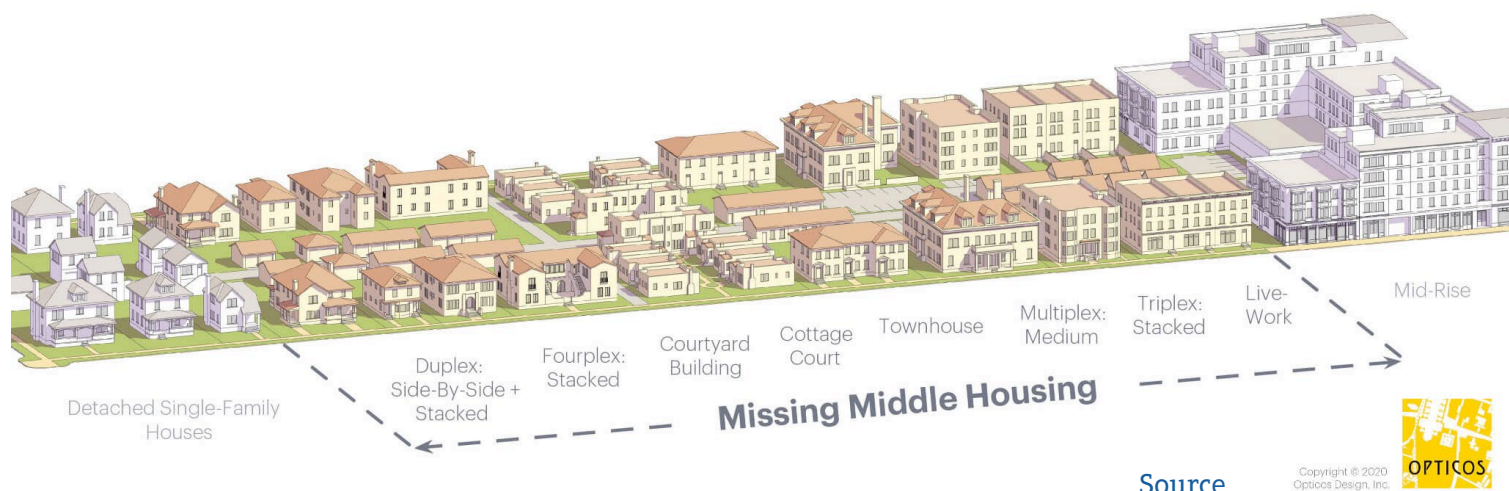 Detached Single-Family
Houses
Duplex:
Side-By-Side +
Stacked
Fourplex:
Stacked
Courtyard
Building
Cottage
Court
Townhouse
Multiplex:
Medium
Triplex:
Stacked
Live-
Work
Mid-Rise
Missing Middle Housing
Source
Copyright © 2020
Opticos Design, Inc.
OPTICOS